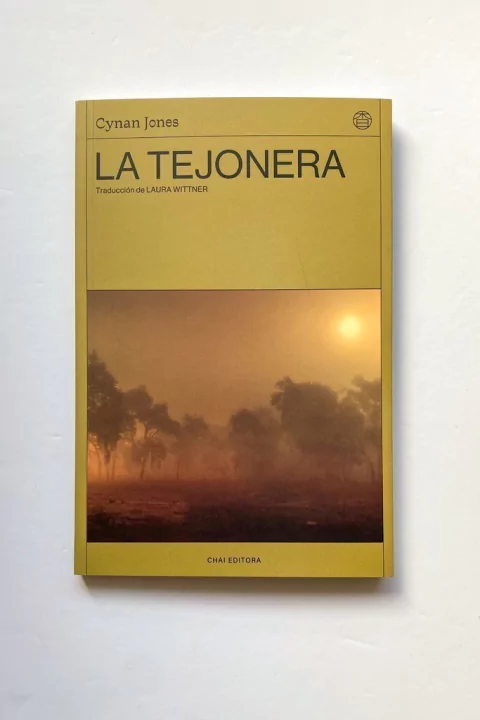 Cynan Jones
LA TEJONERA
Traducción de LAURA WITTNER
CHAI EDITORA